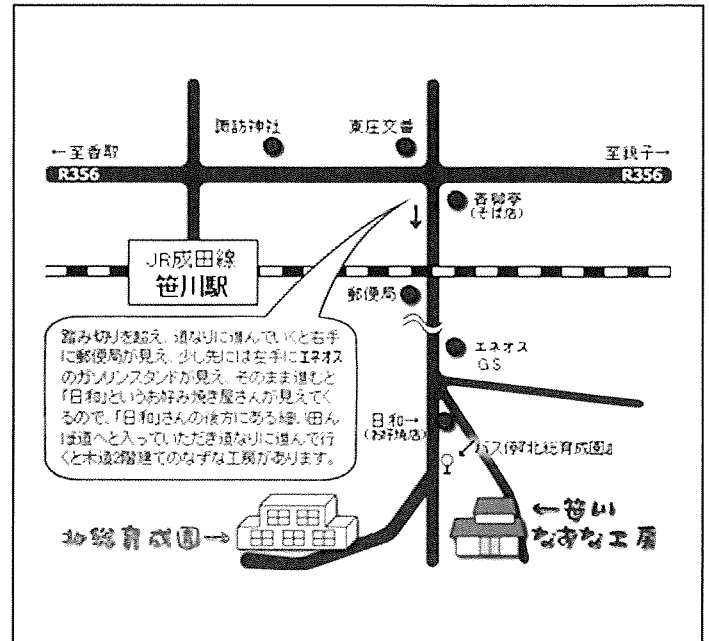 諏訪神社
東庄交番
←至香取
至銚子→
R356
R356
(そば店)
↓
JR成田線
笹川駅
郵便局
踏み切りを超え、道なりに進んでいくと右手
に郵便局が見え、少し先には左手にエネオス
のガソリンスタンドが見え、そのまま進むと
「日和」というお好み焼き屋さんが見えてく
るので、「日和」さんの後方にある細い田ん
ぼ道へと入っていただき道なりに進んで行
くと木造2階建てのなずな工房があります。
エネオス
GS
日和→
(お好焼店)
バス停『北総育成園』
北総育成園→
←笹川
なずな工房